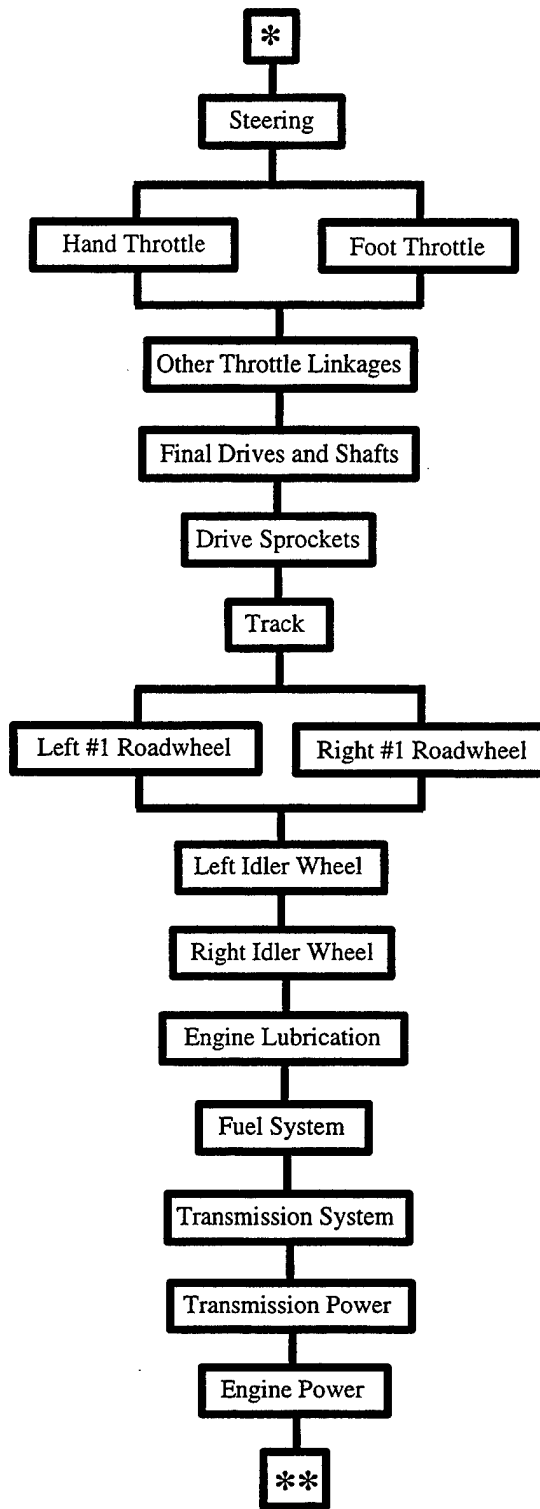 *
Steering
Hand Throttle
Foot Throttle
Other Throttle Linkages
Final Drives and Shafts
Drive Sprockets
Track
Left #1 Roadwheel
Right #1 Roadwheel
Left Idler Wheel
Right Idler Wheel
Engine Lubrication
Fuel System
Transmission System
Transmission Power
Engine Power
**